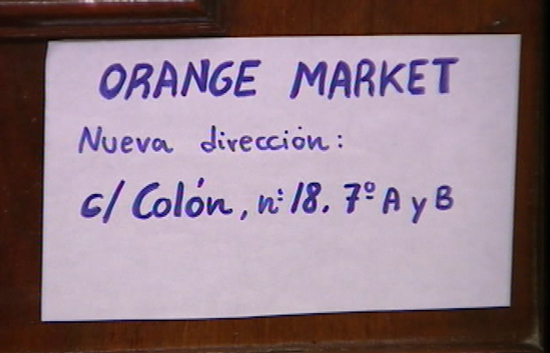 ORANGE MARKET
Nueva dirección:
c/ Colón, nº 18. 7º A y B